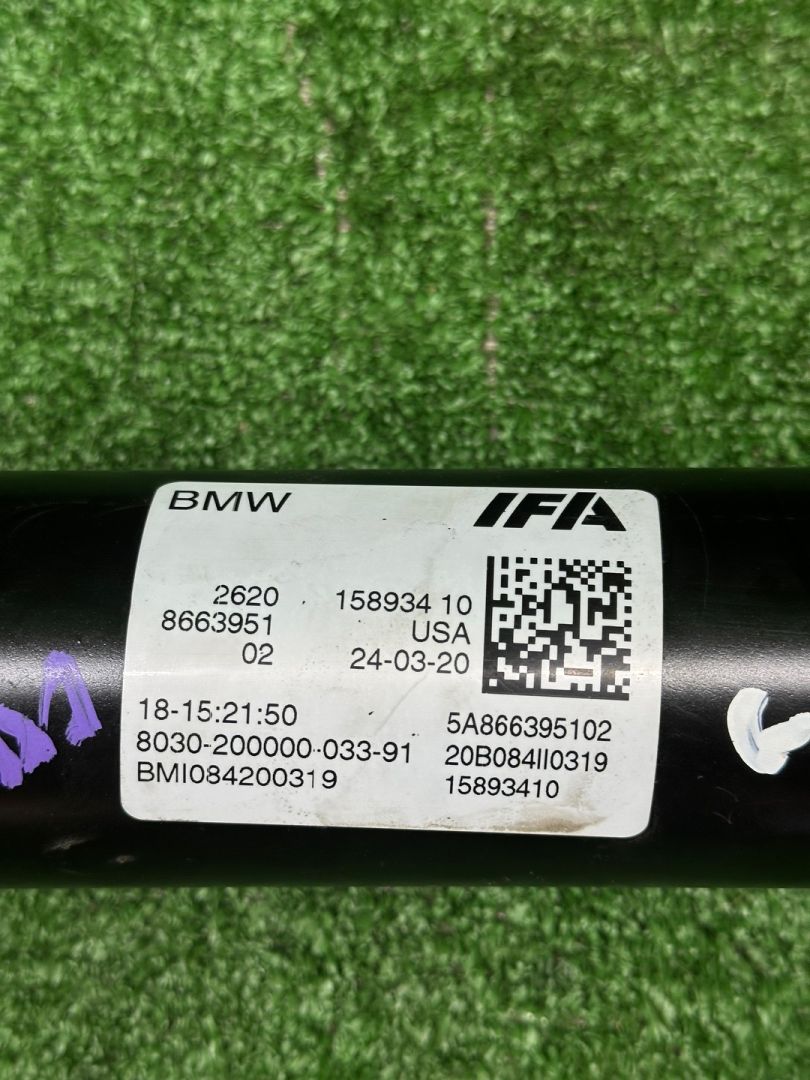 BMW IFA
2620 158934 10
8663951 USA
02 24-03-20
18-15:21:50 5A866395102
8030-200000-033-91 20B084II0319
BMI084200319 15893410